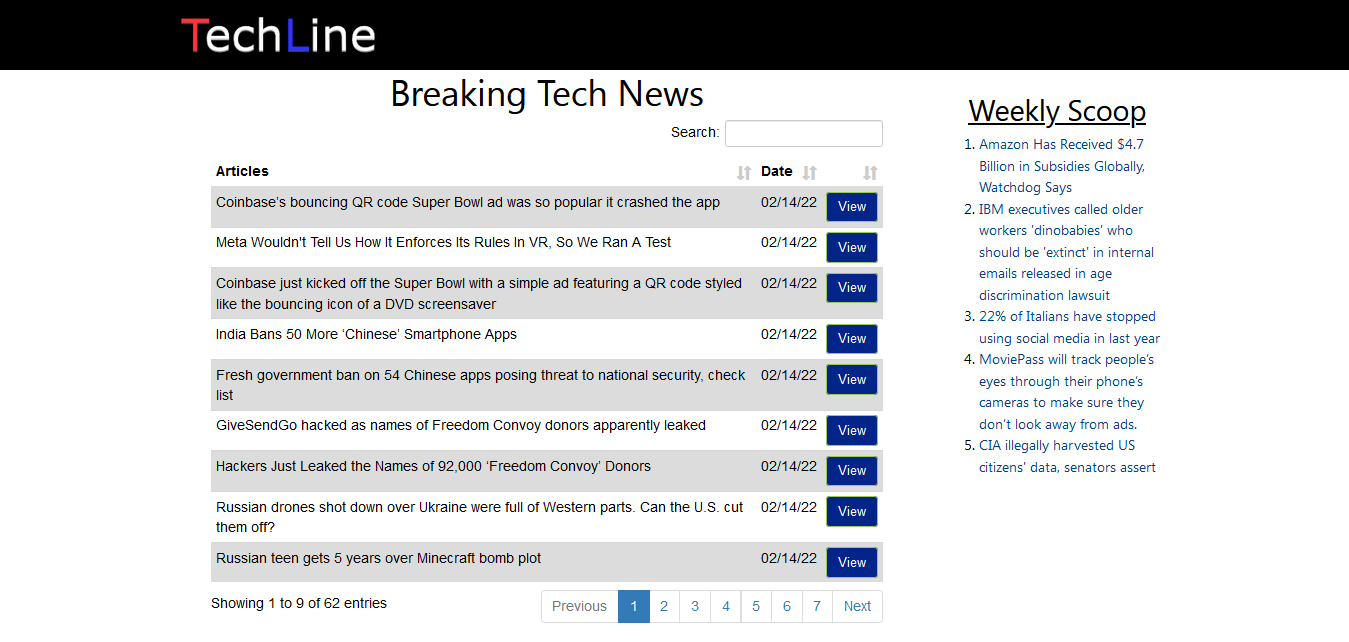 TechLine
Breaking Tech News
Search:
Articles Date
Coinbase’s bouncing QR code Super Bowl ad was so popular it crashed the app 02/14/22 View
Meta Wouldn't Tell Us How It Enforces Its Rules In VR, So We Ran A Test 02/14/22 View
Coinbase just kicked off the Super Bowl with a simple ad featuring a QR code styled 02/14/22 View
like the bouncing icon of a DVD screensaver
India Bans 50 More ‘Chinese’ Smartphone Apps 02/14/22 View
Fresh government ban on 54 Chinese apps posing threat to national security, check 02/14/22 View
list
GiveSendGo hacked as names of Freedom Convoy donors apparently leaked 02/14/22 View
Hackers Just Leaked the Names of 92,000 ‘Freedom Convoy’ Donors 02/14/22 View
Russian drones shot down over Ukraine were full of Western parts. Can the U.S. cut 02/14/22 View
them off?
Russian teen gets 5 years over Minecraft bomb plot 02/14/22 View
Showing 1 to 9 of 62 entries Previous 1 2 3 4 5 6 7 Next
Weekly Scoop
1. Amazon Has Received $4.7
Billion in Subsidies Globally,
Watchdog Says
2. IBM executives called older
workers 'dinobabies' who
should be 'extinct' in internal
emails released in age
discrimination lawsuit
3. 22% of Italians have stopped
using social media in last year
4. MoviePass will track people’s
eyes through their phone’s
cameras to make sure they
don’t look away from ads.
5. CIA illegally harvested US
citizens' data, senators assert